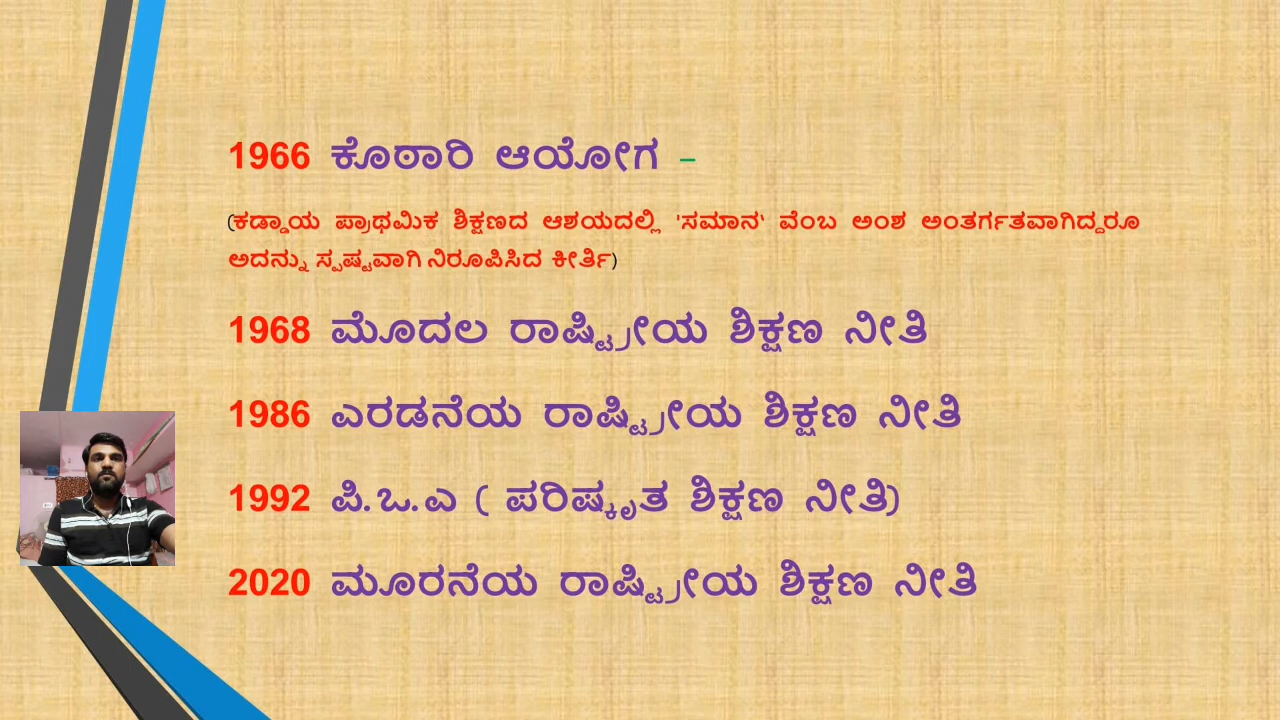 1966 ಕೊಠಾರಿ ಆಯೋಗ –
(ಕಡ್ಡಾಯ ಪ್ರಾಥಮಿಕ ಶಿಕ್ಷಣದ ಆಶಯದಲ್ಲಿ 'ಸಮಾನ' ವೆಂಬ ಅಂಶ ಅಂತರ್ಗತವಾಗಿದ್ದರೂ
ಅದನ್ನು ಸ್ಪಷ್ಟವಾಗಿ ನಿರೂಪಿಸಿದ ಕೀರ್ತಿ)
1968 ಮೊದಲ ರಾಷ್ಟ್ರೀಯ ಶಿಕ್ಷಣ ನೀತಿ
1986 ಎರಡನೆಯ ರಾಷ್ಟ್ರೀಯ ಶಿಕ್ಷಣ ನೀತಿ
1992 ಪಿ.ಒ.ಎ ( ಪರಿಷ್ಕೃತ ಶಿಕ್ಷಣ ನೀತಿ)
2020 ಮೂರನೆಯ ರಾಷ್ಟ್ರೀಯ ಶಿಕ್ಷಣ ನೀತಿ